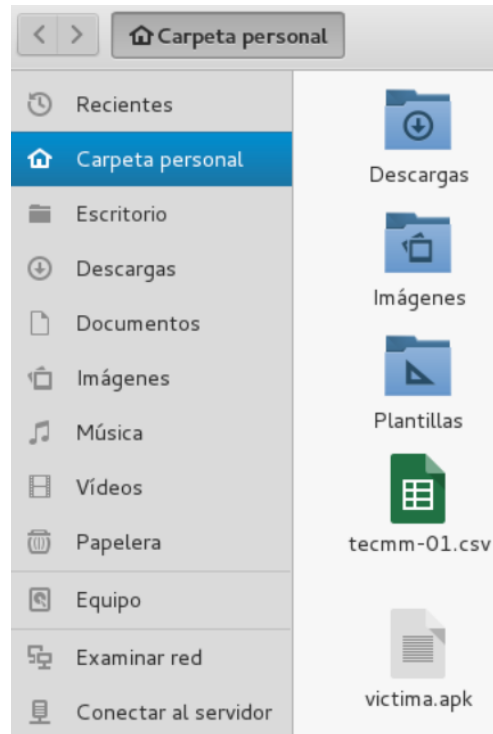 Carpeta personal
Recientes
Carpeta personal
Escritorio
Descargas
Documentos
Imágenes
Música
Vídeos
Papelera
Equipo
Examinar red
Conectar al servidor
Descargas
Imágenes
Plantillas
tecmm-01.csv
victima.apk